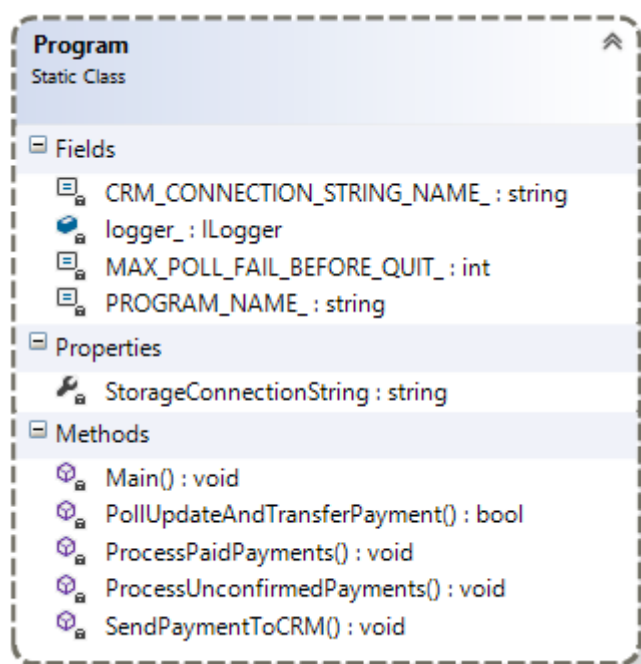 Program
Static Class
Fields
CRM_CONNECTION_STRING_NAME_ : string
logger_ : ILogger
MAX_POLL_FAIL_BEFORE_QUIT_ : int
PROGRAM_NAME_ : string
Properties
StorageConnectionString : string
Methods
Main() : void
PollUpdateAndTransferPayment() : bool
ProcessPaidPayments() : void
ProcessUnconfirmedPayments() : void
SendPaymentToCRM() : void